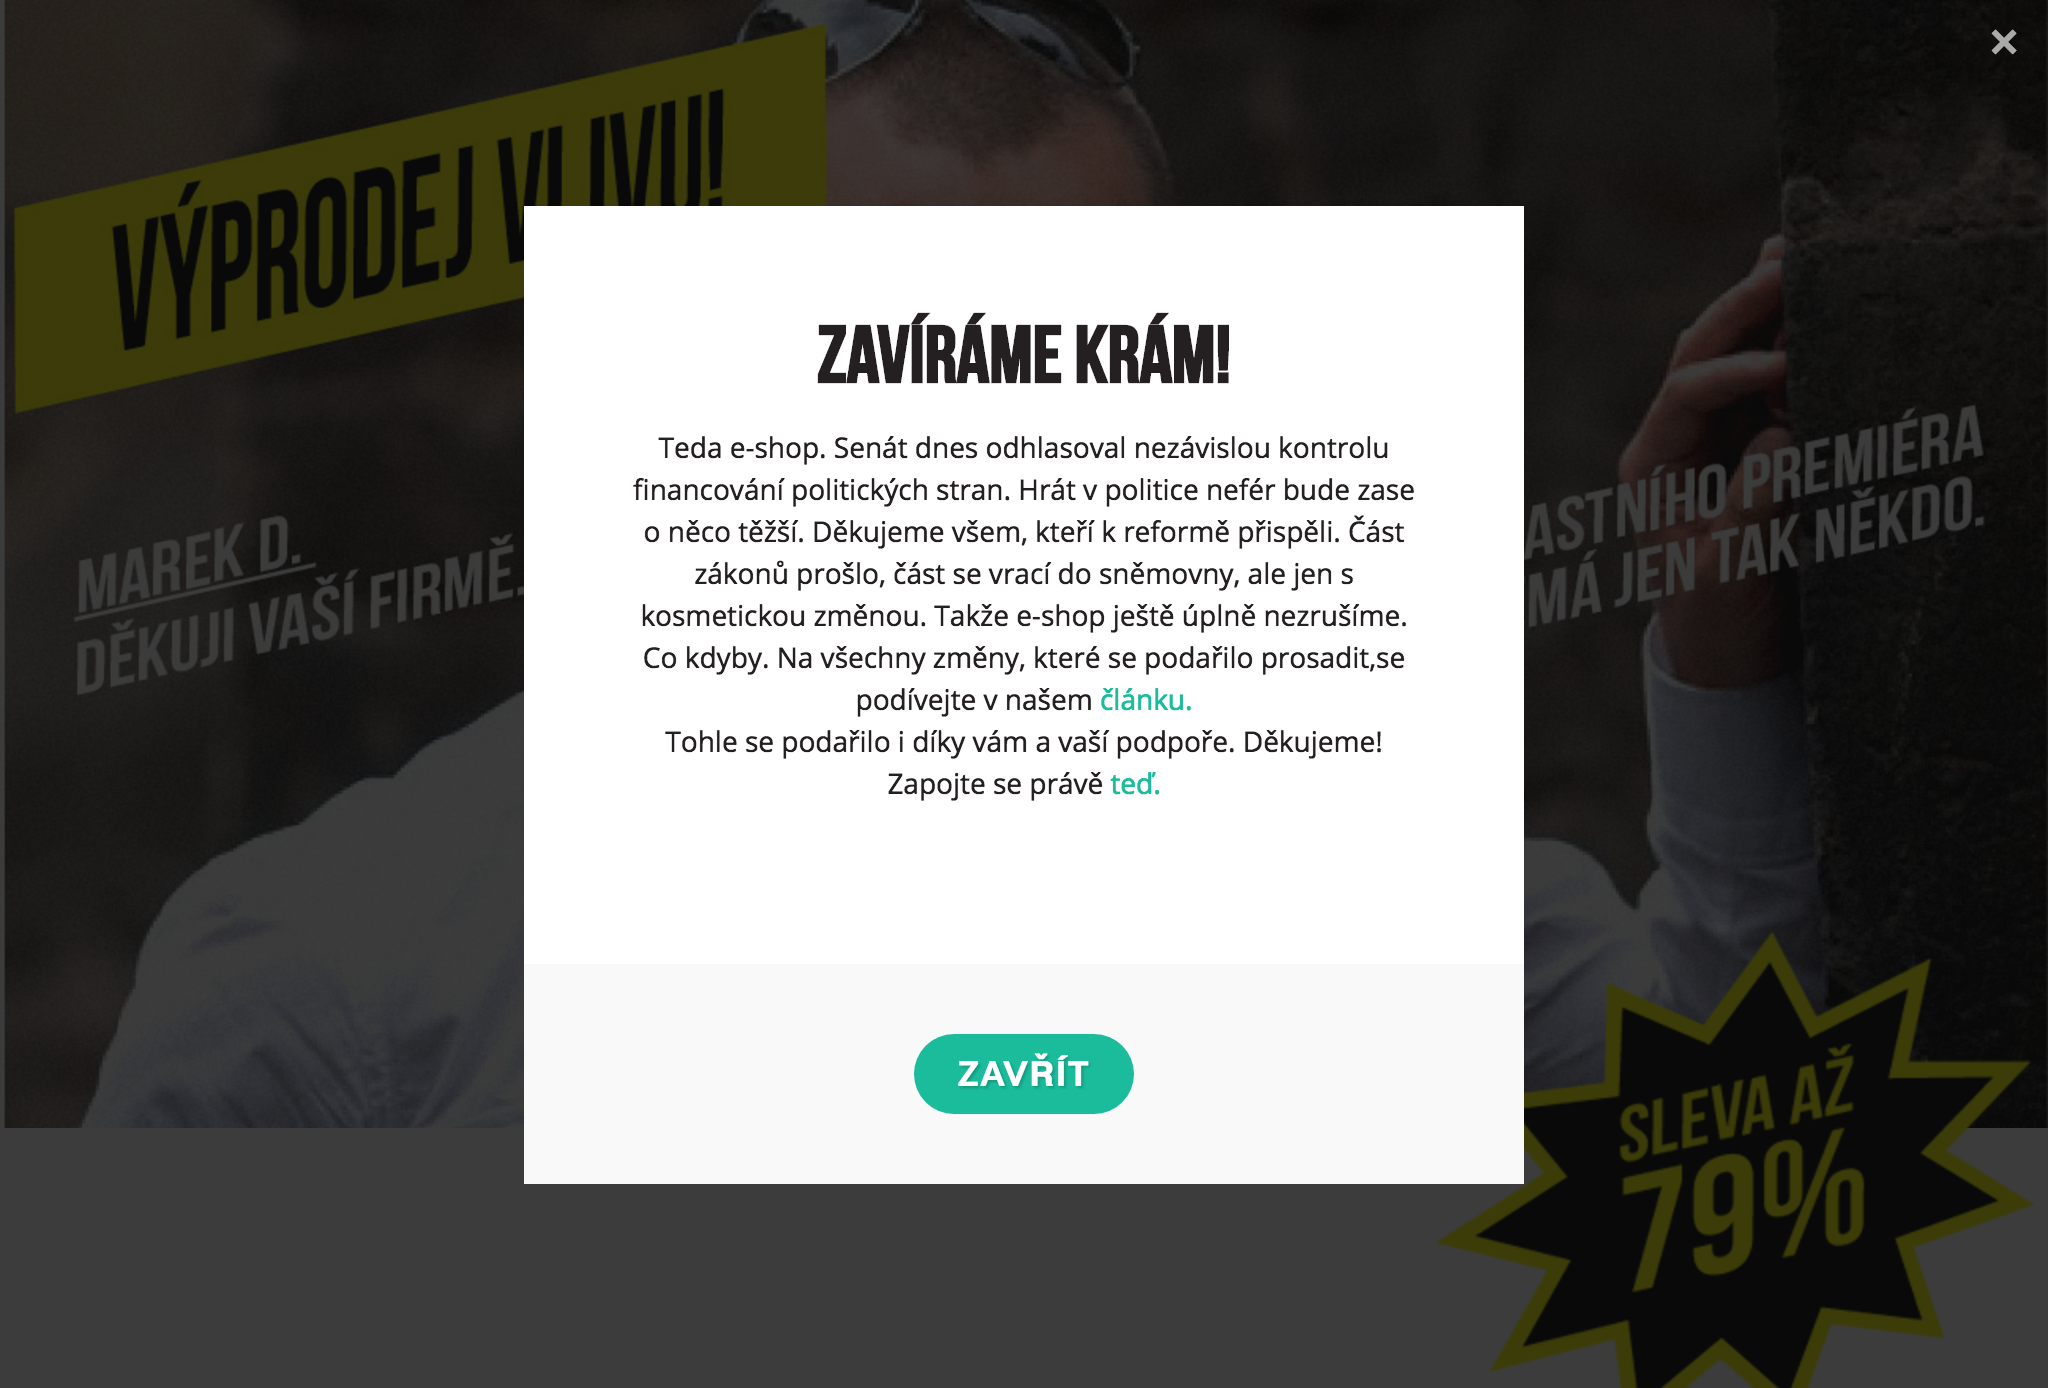 VÝPRODEJ VLIVU!
MAREK D.
DĚKUJI VAŠÍ FIRMĚ.
PREMIÉRA
MÁ JEN TAK NĚKDO.
×
ZAVÍRÁME KRÁM!
Teda e-shop. Senát dnes odhlasoval nezávislou kontrolu
financování politických stran. Hrát v politice nefér bude zase
o něco těžší. Děkujeme všem, kteří k reformě přispěli. Část
zákonů prošlo, část se vrací do sněmovny, ale jen s
kosmetickou změnou. Takže e-shop ještě úplně nezrušíme.
Co kdyby. Na všechny změny, které se podařilo prosadit,se
podívejte v našem článku.
Tohle se podařilo i díky vám a vaší podpoře. Děkujeme!
Zapojte se právě teď.
ZAVŘÍT
SLEVA AŽ
79%